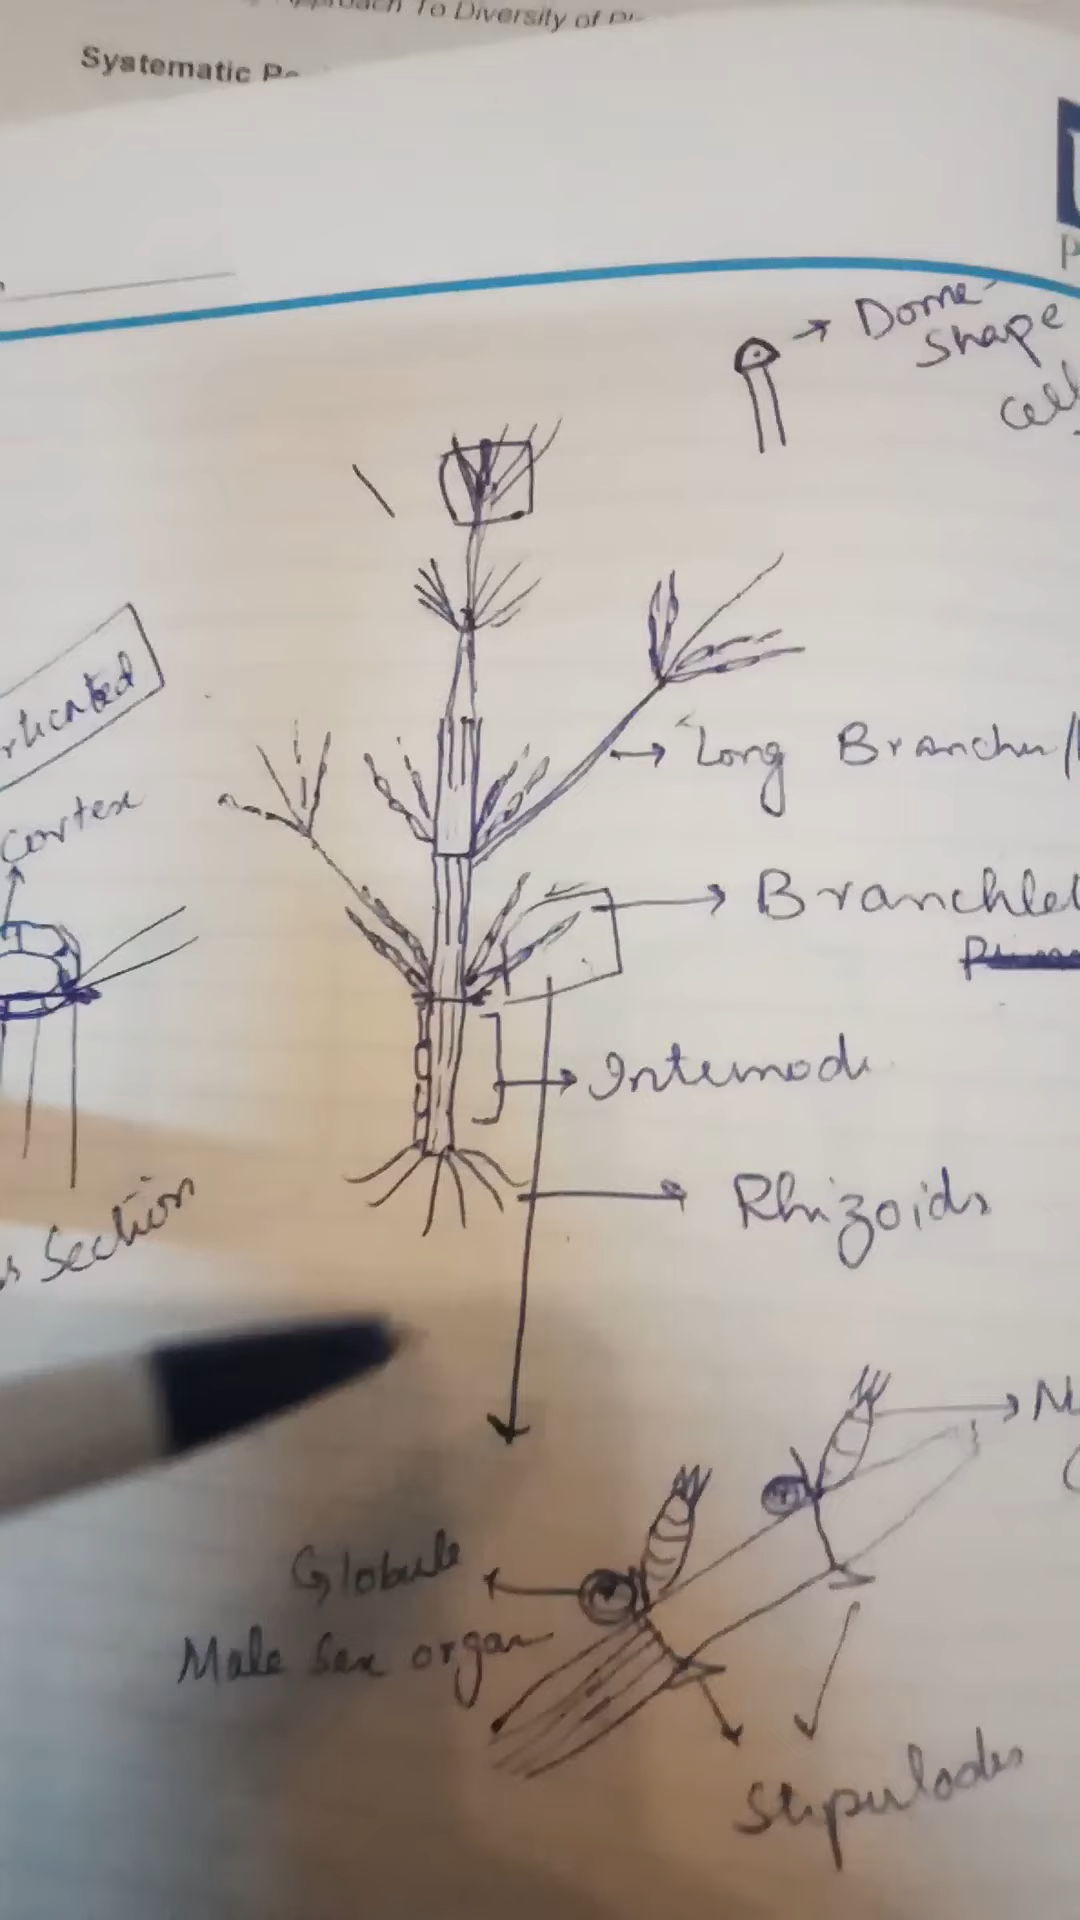 Approach To Diversity of
Systematic
Dome-
shape
cell
Long Branches
Cortex
Branchlet
Internode
Rhizoids
Section
Globule
Male Sex organ
Stipulodes